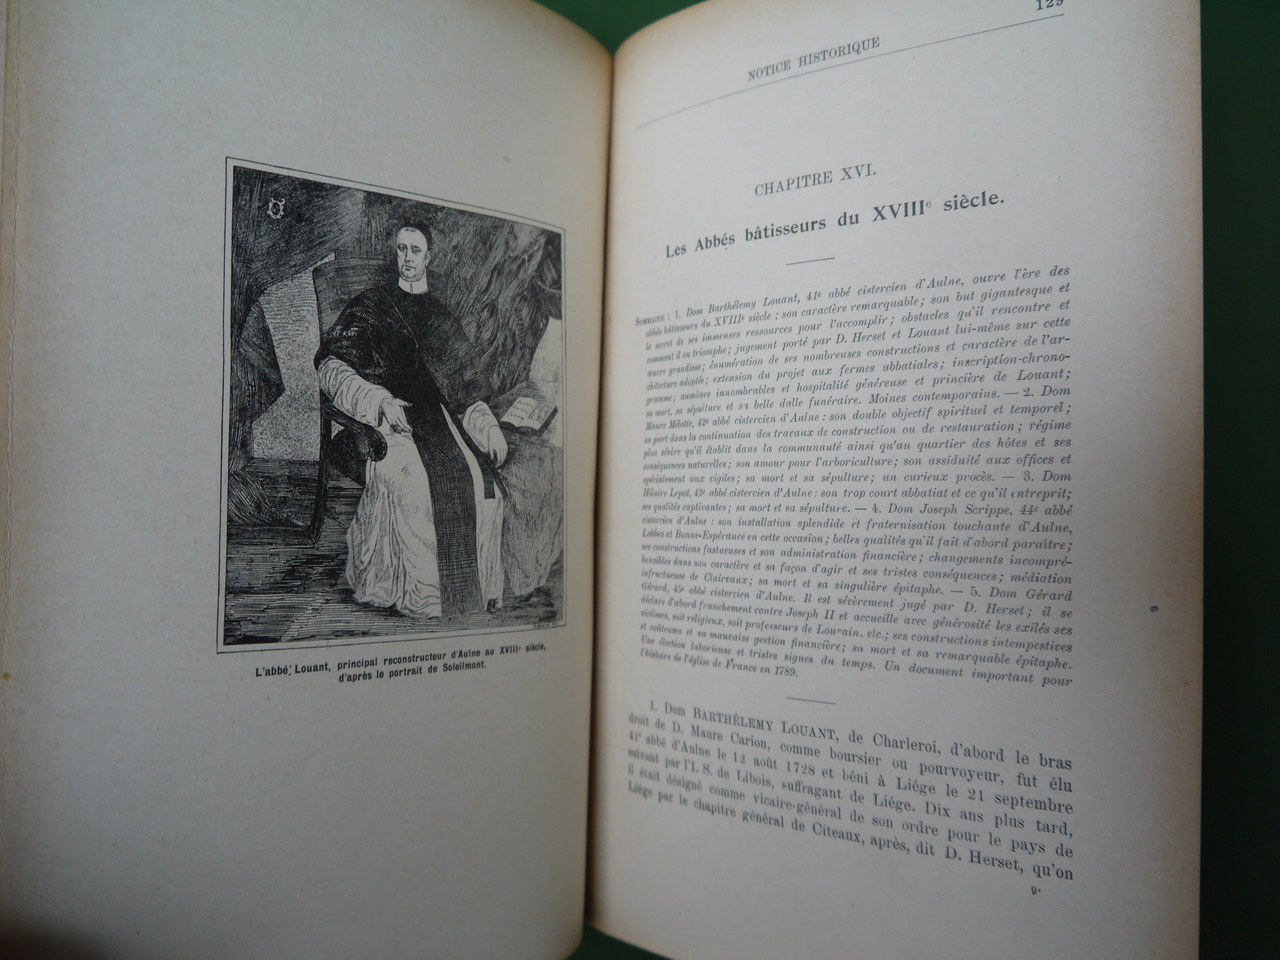 L'abbé Louant, principal reconstructeur d'Aulne au XVIIIe siècle,
d'après le portrait de Soleilmont.
129
NOTICE HISTORIQUE
CHAPITRE XVI.
Les Abbés bâtisseurs du XVIIIe siècle.
SOMMAIRE : 1. Dom Barthélemy Louant, 41e abbé cistercien d'Aulne, ouvre l'ère des
abbés bâtisseurs du XVIIIe siècle : son caractère remarquable ; son but gigantesque et
le secret de ses immenses ressources pour l'accomplir ; obstacles qu'il rencontre et
comment il en triomphe ; jugement porté par D. Herset et Louant lui-même sur cette
œuvre grandiose ; énumération de ses nombreuses constructions et caractère de l'ar-
chitecture adoptée ; extension du projet aux fermes abbatiales ; inscription-chrono-
gramme ; aumônes innombrables et hospitalité généreuse et princière de Louant ;
sa mort, sa sépulture et sa belle dalle funéraire. Moines contemporains. — 2. Dom
Maure Mélotte, 42e abbé cistercien d'Aulne : son double objectif spirituel et temporel ;
sa part dans la continuation des travaux de construction ou de restauration ; régime
plus sévère qu'il établit dans la communauté ainsi qu'au quartier des hôtes et ses
conséquences naturelles ; son amour pour l'arboriculture ; son assiduité aux offices et
spécialement aux vigiles ; sa mort et sa sépulture ; un curieux procès. — 3. Dom
Hilaire Lepot, 43e abbé cistercien d'Aulne : son trop court abbatiat et ce qu'il entreprit ;
ses qualités captivantes ; sa mort et sa sépulture. — 4. Dom Joseph Scrippe, 44e abbé
cistercien d'Aulne : son installation splendide et fraternisation touchante d'Aulne,
Lobbes et Bonne-Espérance en cette occasion ; belles qualités qu'il fait d'abord paraître ;
ses constructions fastueuses et son administration financière ; changements incompré-
hensibles dans son caractère et sa façon d'agir et ses tristes conséquences ; médiation
infructueuse de Clairvaux ; sa mort et sa singulière épitaphe. — 5. Dom Gérard
Gérard, 45e abbé cistercien d'Aulne. Il est sévèrement jugé par D. Herset ; il se
déclare d'abord franchement contre Joseph II et accueille avec générosité les exilés ses
victimes, soit religieux, soit professeurs de Louvain. etc.; ses constructions intempestives
et coûteuses et sa mauvaise gestion financière ; sa mort et sa remarquable épitaphe.
Une élection laborieuse et tristes signes du temps. Un document important pour
l'histoire de l'église de France en 1789.
1. Dom BARTHÉLEMY LOUANT, de Charleroi, d'abord le bras
droit de D. Maure Carion, comme boursier ou pourvoyeur, fut élu
41e abbé d'Aulne le 12 août 1728 et béni à Liége le 21 septembre
suivant par l'I. S. de Libois, suffragant de Liége. Dix ans plus tard,
il était désigné comme vicaire-général de son ordre pour le pays de
Liége par le chapitre général de Citeaux, après, dit D. Herset, qu'on
9*